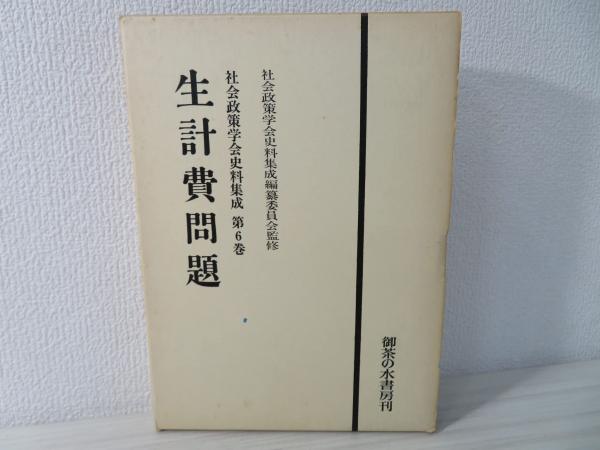 社会政策学会史料集成編纂委員会監修
社会政策学会史料集成 第6巻
生計費問題
御茶の水書房刊